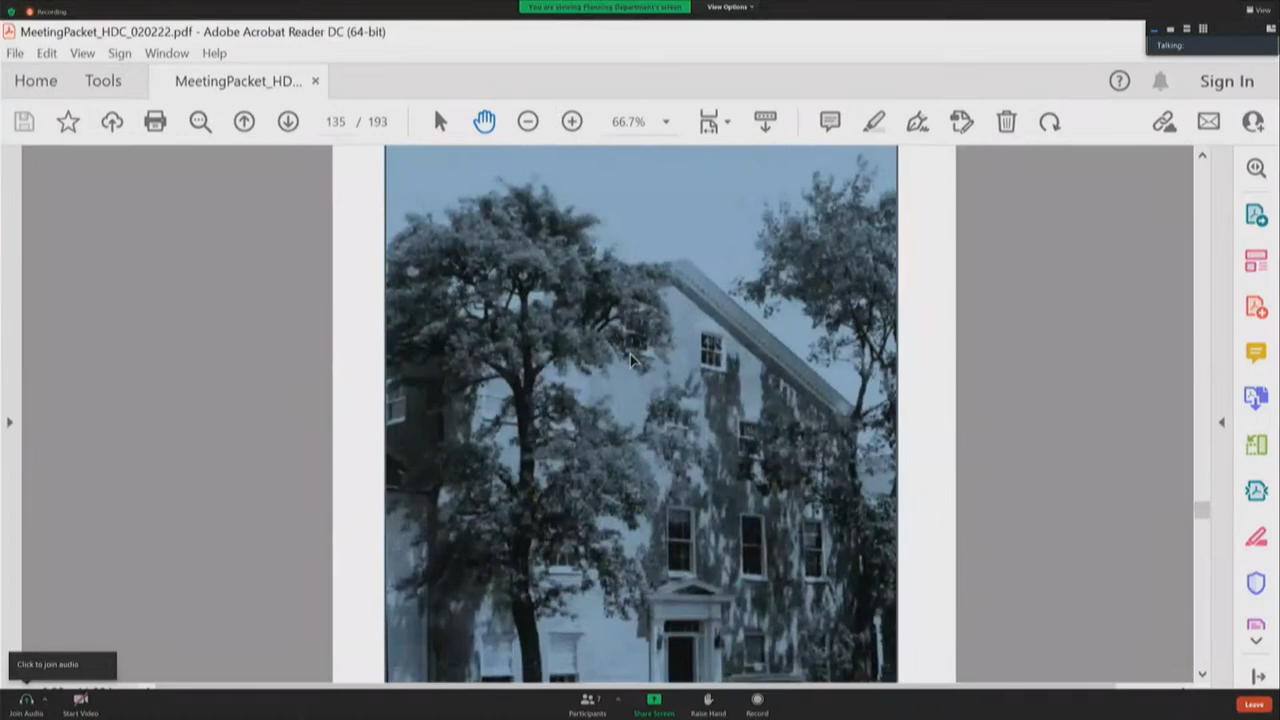 Recording
You are viewing Planning Department's screen
View Options
View
MeetingPacket_HDC_020222.pdf - Adobe Acrobat Reader DC (64-bit)
Talking:
File Edit View Sign Window Help
Home Tools MeetingPacket_HD... × Sign In
135 / 193 66.7%
Click to join audio
Join Audio Start Video Participants 7 Share Screen Raise Hand Record Leave